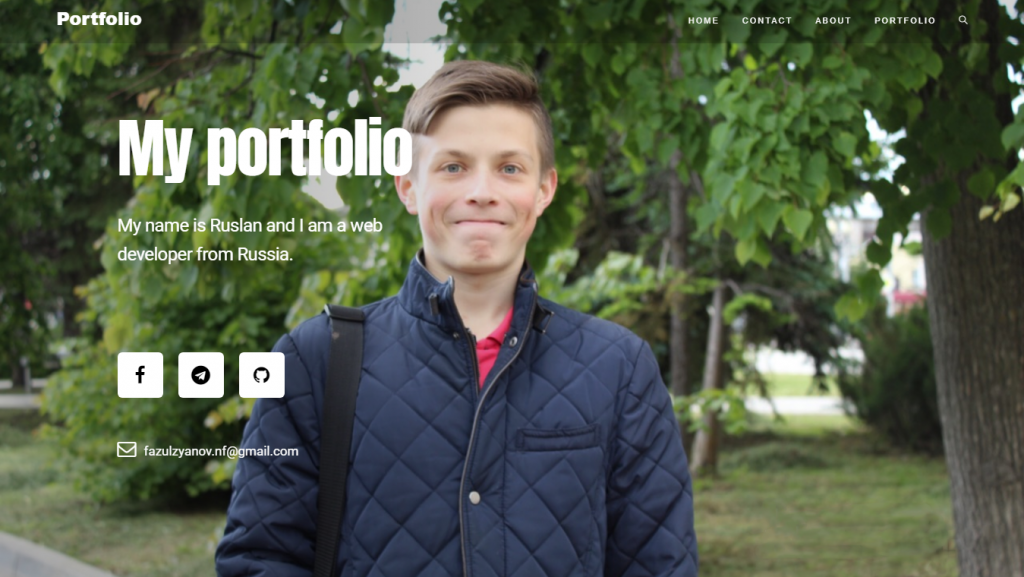 Portfolio
HOME CONTACT ABOUT PORTFOLIO
My portfolio
My name is Ruslan and I am a web
developer from Russia.
fazulzyanov.nf@gmail.com